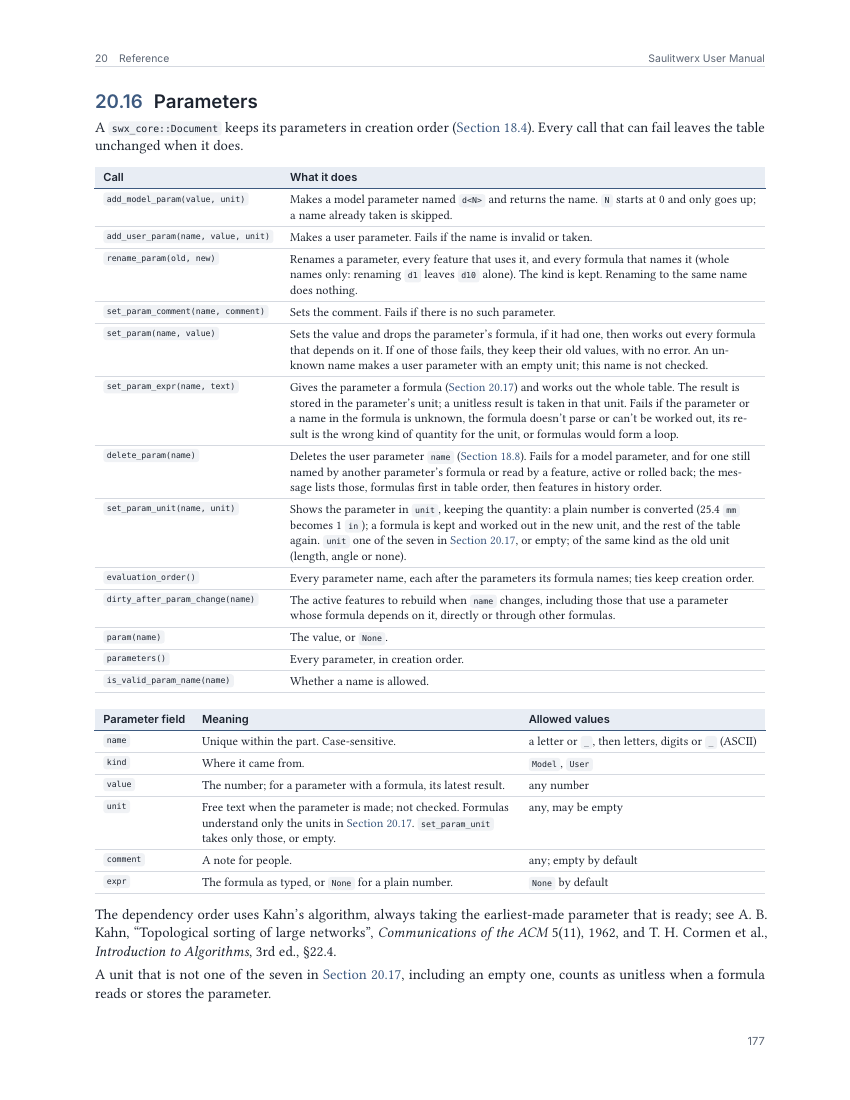 20 Reference
Saulitwerx User Manual
20.16 Parameters
A swx_core::Document keeps its parameters in creation order (Section 18.4). Every call that can fail leaves the table
unchanged when it does.
Call
What it does
add_model_param(value, unit)
Makes a model parameter named d<N> and returns the name. N starts at 0 and only goes up;
a name already taken is skipped.
add_user_param(name, value, unit)
Makes a user parameter. Fails if the name is invalid or taken.
rename_param(old, new)
Renames a parameter, every feature that uses it, and every formula that names it (whole
names only: renaming d1 leaves d10 alone). The kind is kept. Renaming to the same name
does nothing.
set_param_comment(name, comment)
Sets the comment. Fails if there is no such parameter.
set_param(name, value)
Sets the value and drops the parameter's formula, if it had one, then works out every formula
that depends on it. If one of those fails, they keep their old values, with no error. An un-
known name makes a user parameter with an empty unit; this name is not checked.
set_param_expr(name, text)
Gives the parameter a formula (Section 20.17) and works out the whole table. The result is
stored in the parameter's unit; a unitless result is taken in that unit. Fails if the parameter or
a name in the formula is unknown, the formula doesn't parse or can't be worked out, its re-
sult is the wrong kind of quantity for the unit, or formulas would form a loop.
delete_param(name)
Deletes the user parameter name (Section 18.8). Fails for a model parameter, and for one still
named by another parameter's formula or read by a feature, active or rolled back; the mes-
sage lists those, formulas first in table order, then features in history order.
set_param_unit(name, unit)
Shows the parameter in unit, keeping the quantity: a plain number is converted (25.4 mm
becomes 1 in); a formula is kept and worked out in the new unit, and the rest of the table
again. unit one of the seven in Section 20.17, or empty; of the same kind as the old unit
(length, angle or none).
evaluation_order()
Every parameter name, each after the parameters its formula names; ties keep creation order.
dirty_after_param_change(name)
The active features to rebuild when name changes, including those that use a parameter
whose formula depends on it, directly or through other formulas.
param(name)
The value, or None.
parameters()
Every parameter, in creation order.
is_valid_param_name(name)
Whether a name is allowed.
Parameter field
Meaning
Allowed values
name
Unique within the part. Case-sensitive.
a letter or _, then letters, digits or _ (ASCII)
kind
Where it came from.
Model, User
value
The number; for a parameter with a formula, its latest result.
any number
unit
Free text when the parameter is made; not checked. Formulas
understand only the units in Section 20.17. set_param_unit
takes only those, or empty.
any, may be empty
comment
A note for people.
any; empty by default
expr
The formula as typed, or None for a plain number.
None by default
The dependency order uses Kahn's algorithm, always taking the earliest-made parameter that is ready; see A. B.
Kahn, “Topological sorting of large networks”, Communications of the ACM 5(11), 1962, and T. H. Cormen et al.,
Introduction to Algorithms, 3rd ed., §22.4.
A unit that is not one of the seven in Section 20.17, including an empty one, counts as unitless when a formula
reads or stores the parameter.
177